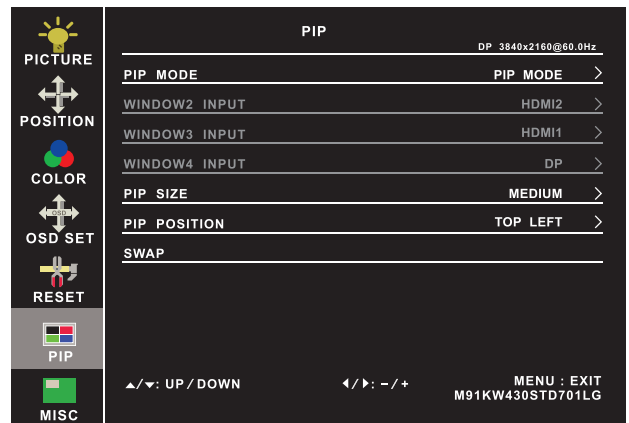 PICTURE
POSITION
COLOR
OSD
OSD SET
RESET
PIP
MISC
PIP
DP 3840x2160@60.0Hz
PIP MODE PIP MODE >
WINDOW2 INPUT HDMI2 >
WINDOW3 INPUT HDMI1 >
WINDOW4 INPUT DP >
PIP SIZE MEDIUM >
PIP POSITION TOP LEFT >
SWAP
▲/▼: UP/DOWN ◀/▶: -/+ MENU : EXIT
M91KW430STD701LG